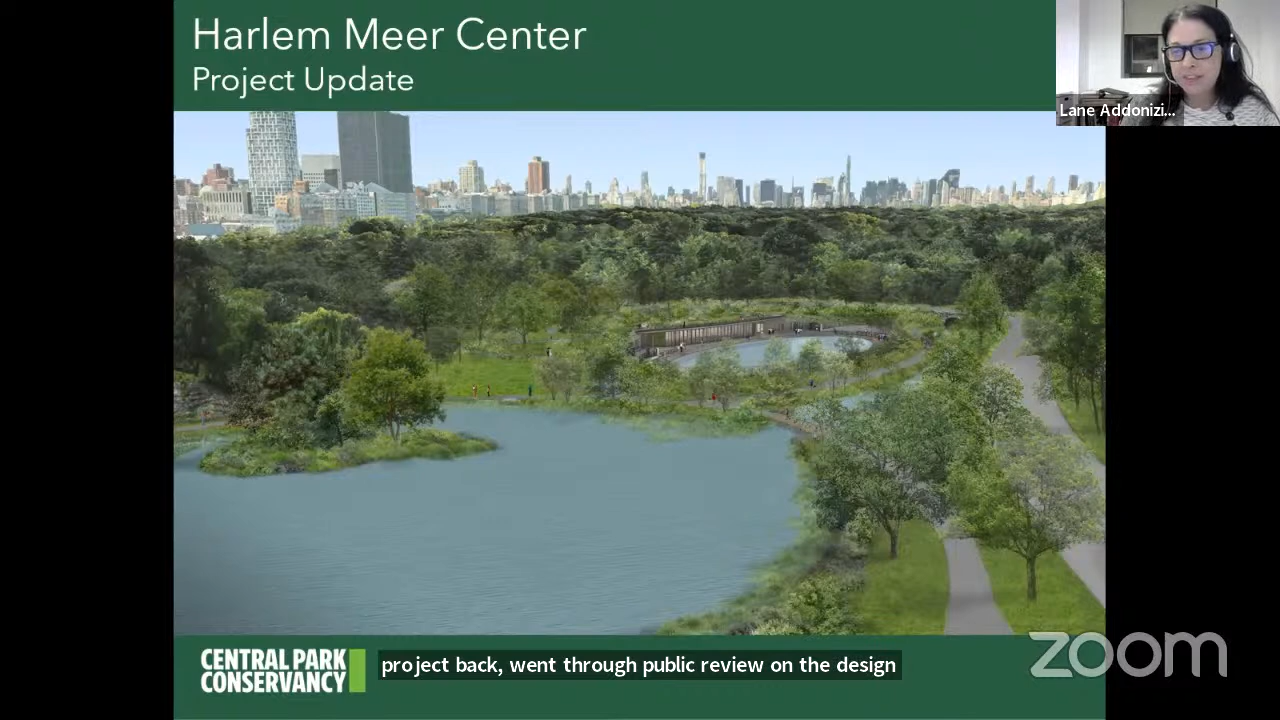 Harlem Meer Center
Project Update
Lane Addonizi...
CENTRAL PARK
CONSERVANCY
project back, went through public review on the design
zoom